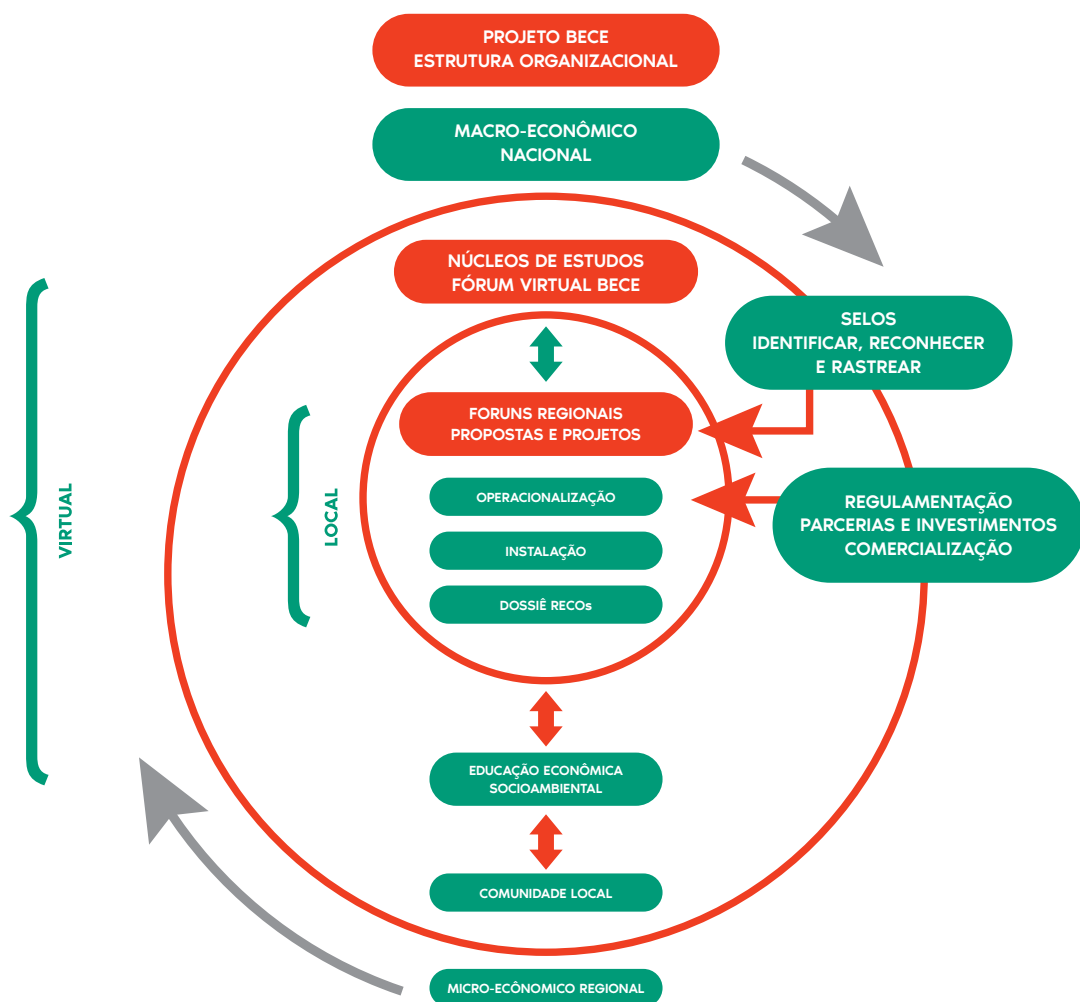 PROJETO BECE
ESTRUTURA ORGANIZACIONAL
MACRO-ECONÔMICO
NACIONAL
NÚCLEOS DE ESTUDOS
FÓRUM VIRTUAL BECE
SELOS
IDENTIFICAR, RECONHECER
E RASTREAR
FORUNS REGIONAIS
PROPOSTAS E PROJETOS
OPERACIONALIZAÇÃO
INSTALAÇÃO
DOSSIÊ RECOs
REGULAMENTAÇÃO
PARCERIAS E INVESTIMENTOS
COMERCIALIZAÇÃO
VIRTUAL
LOCAL
EDUCAÇÃO ECONÔMICA
SOCIOAMBIENTAL
COMUNIDADE LOCAL
MICRO-ECÔNOMICO REGIONAL